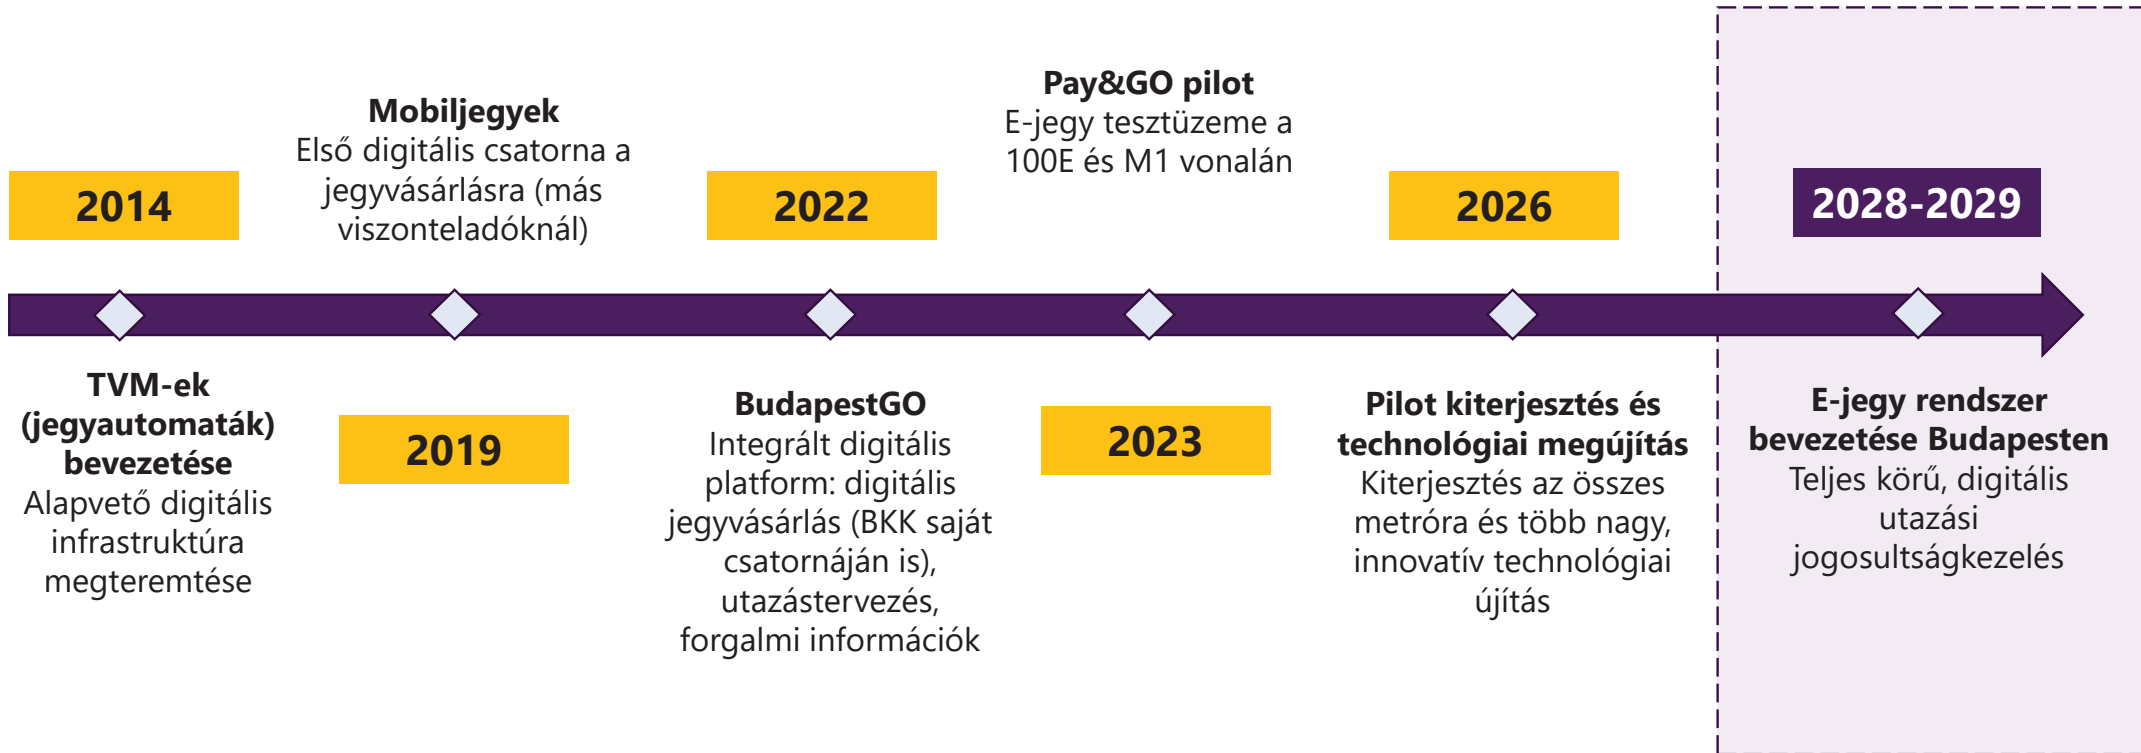 2014
TVM-ek
(jegyautomaták)
bevezetése
Alapvető digitális
infrastruktúra
megteremtése
Mobiljegyek
Első digitális csatorna a
jegyvásárlásra (más
viszonteladóknál)
2019
2022
BudapestGO
Integrált digitális
platform: digitális
jegyvásárlás (BKK saját
csatornáján is),
utazástervezés,
forgalmi információk
Pay&GO pilot
E-jegy tesztüzeme a
100E és M1 vonalán
2023
2026
Pilot kiterjesztés és
technológiai megújítás
Kiterjesztés az összes
metróra és több nagy,
innovatív technológiai
újítás
2028-2029
E-jegy rendszer
bevezetése Budapesten
Teljes körű, digitális
utazási
jogosultságkezelés